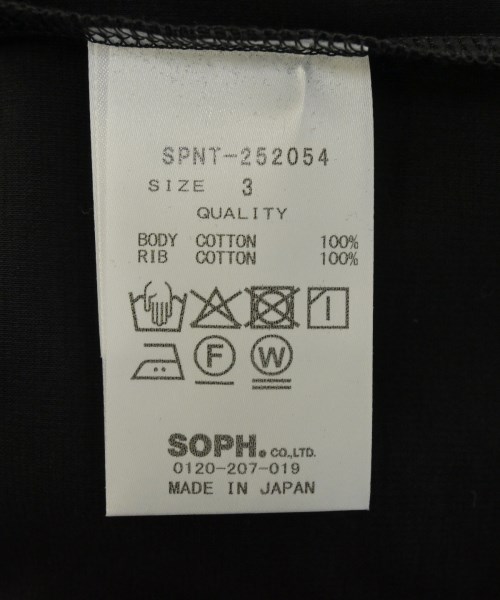 SPNT-252054
SIZE 3
QUALITY
BODY COTTON 100%
RIB COTTON 100%
F W
SOPH. CO.,LTD.
0120-207-019
MADE IN JAPAN